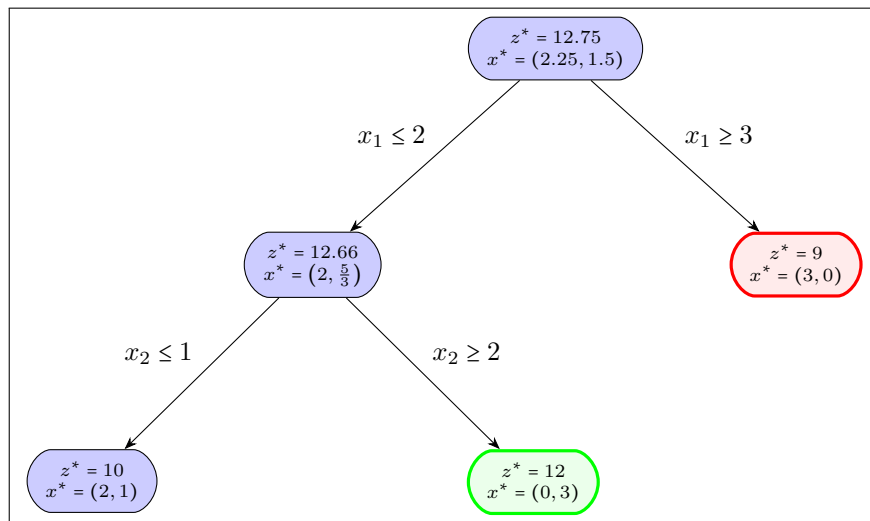 z* = 12.75
x* = (2.25, 1.5)
x₁ ≤ 2
x₁ ≥ 3
z* = 12.66
x* = (2, 5/3)
z* = 9
x* = (3, 0)
x₂ ≤ 1
x₂ ≥ 2
z* = 10
x* = (2, 1)
z* = 12
x* = (0, 3)